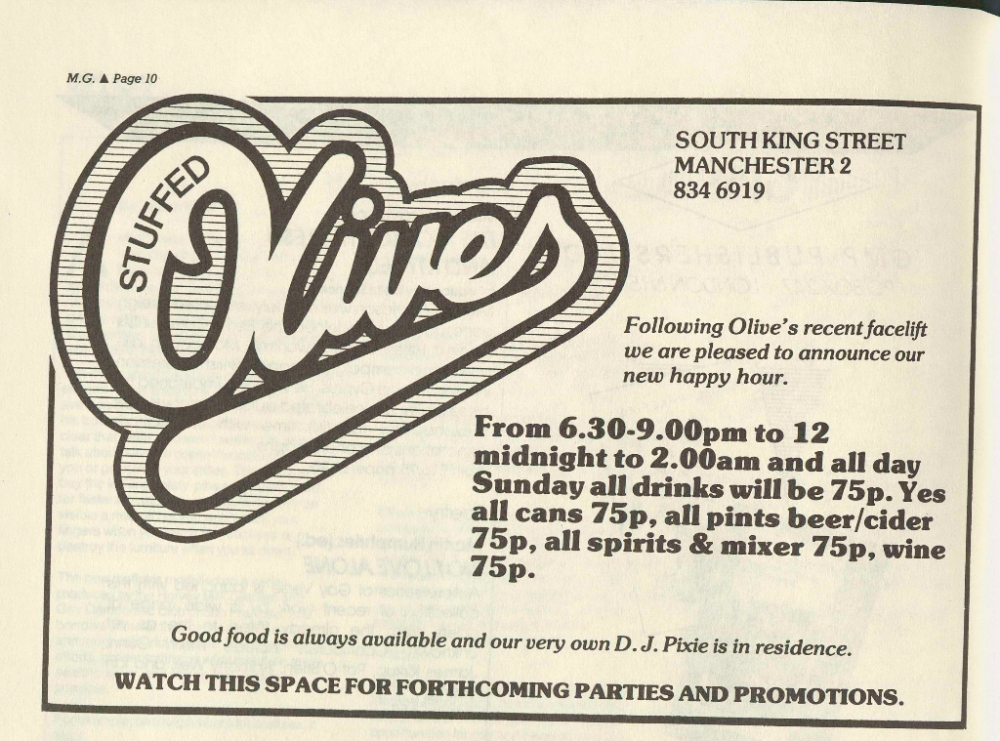 M.G. ▲ Page 10
STUFFED
Olives
SOUTH KING STREET
MANCHESTER 2
834 6919
Following Olive's recent facelift
we are pleased to announce our
new happy hour.
From 6.30-9.00pm to 12
midnight to 2.00am and all day
Sunday all drinks will be 75p. Yes
all cans 75p, all pints beer/cider
75p, all spirits & mixer 75p, wine
75p.
Good food is always available and our very own D. J. Pixie is in residence.
WATCH THIS SPACE FOR FORTHCOMING PARTIES AND PROMOTIONS.